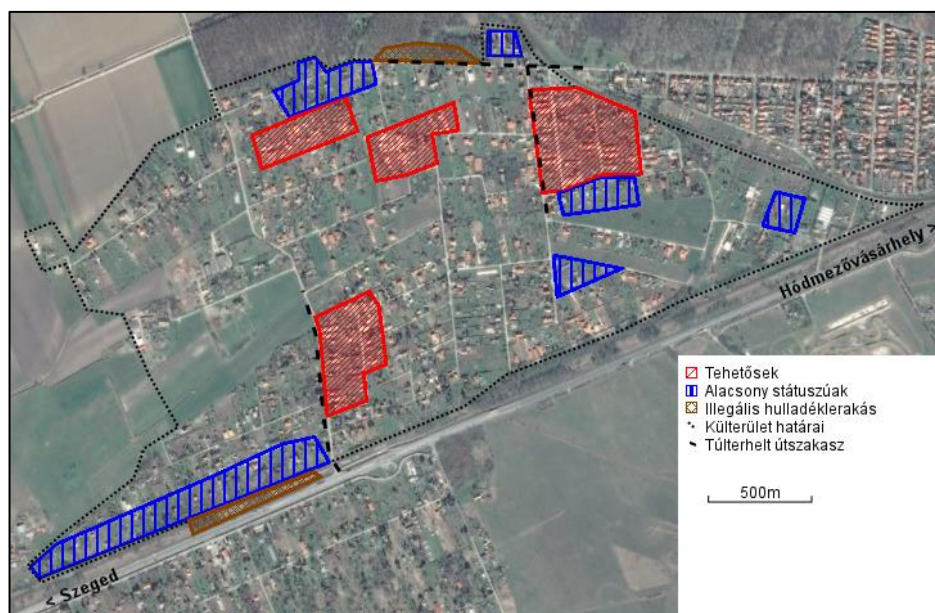 Hódmezővásárhely >
Tehetősek
Alacsony státuszúak
Illegális hulladéklerakás
Külterület határai
Túlterhelt útszakasz
500m
< Szeged